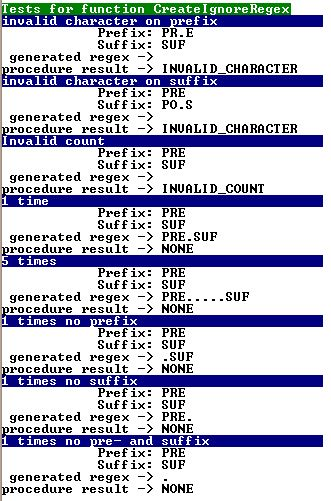 Tests for function CreateIgnoreRegex
invalid character on prefix
Prefix: PR.E
Suffix: SUF
generated regex ->
procedure result -> INVALID_CHARACTER
invalid character on suffix
Prefix: PRE
Suffix: PO.S
generated regex ->
procedure result -> INVALID_CHARACTER
Invalid count
Prefix: PRE
Suffix: SUF
generated regex ->
procedure result -> INVALID_COUNT
1 time
Prefix: PRE
Suffix: SUF
generated regex -> PRE.SUF
procedure result -> NONE
5 times
Prefix: PRE
Suffix: SUF
generated regex -> PRE.....SUF
procedure result -> NONE
1 times no prefix
Prefix: PRE
Suffix: SUF
generated regex -> .SUF
procedure result -> NONE
1 times no suffix
Prefix: PRE
Suffix: SUF
generated regex -> PRE.
procedure result -> NONE
1 times no pre- and suffix
Prefix: PRE
Suffix: SUF
generated regex -> .
procedure result -> NONE